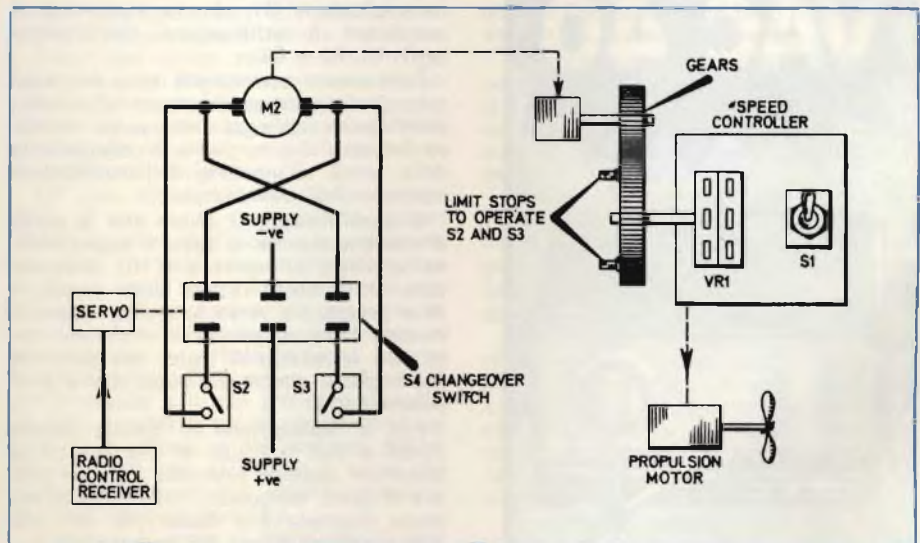 M2
GEARS
SPEED
CONTROLLER
SUPPLY
-ve
LIMIT STOPS
TO OPERATE
S2 AND S3
VR1
S1
SERVO
S2
S3
S4 CHANGEOVER
SWITCH
RADIO
CONTROL
RECEIVER
SUPPLY
+ve
PROPULSION
MOTOR